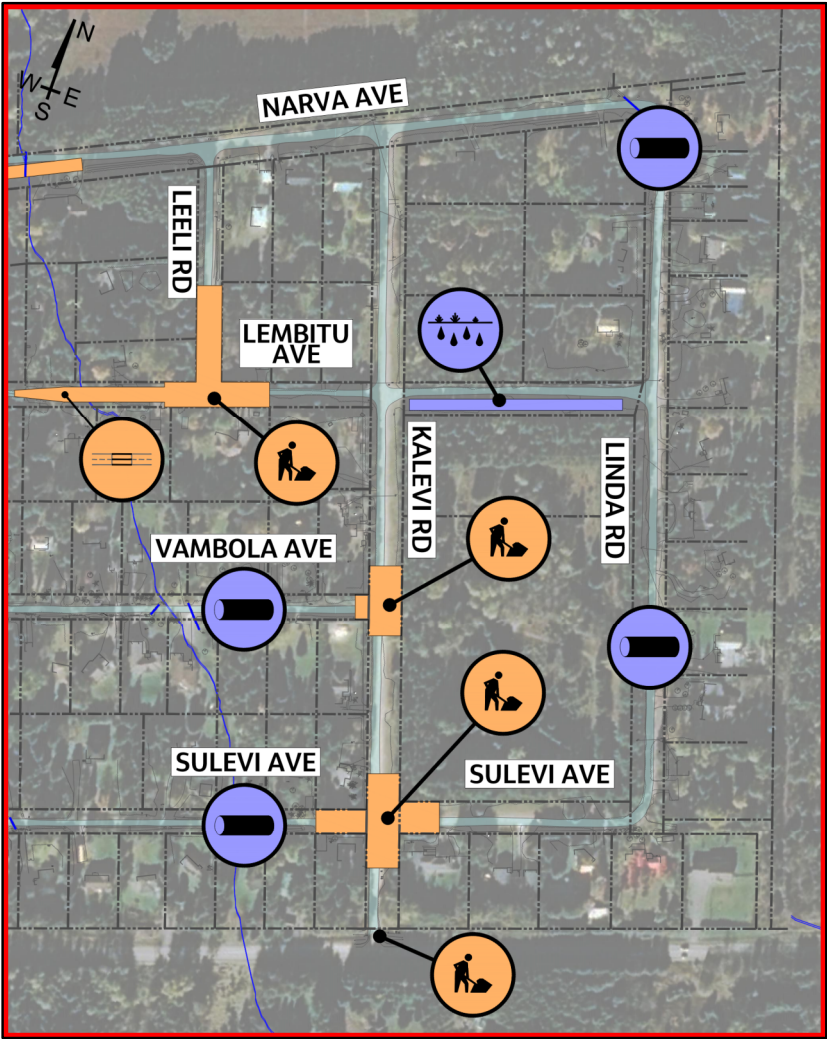 N
W
E
S
NARVA AVE
LEELI RD
LEMBITU
AVE
KALEVI RD
LINDA RD
VAMBOLA AVE
SULEVI AVE
SULEVI AVE